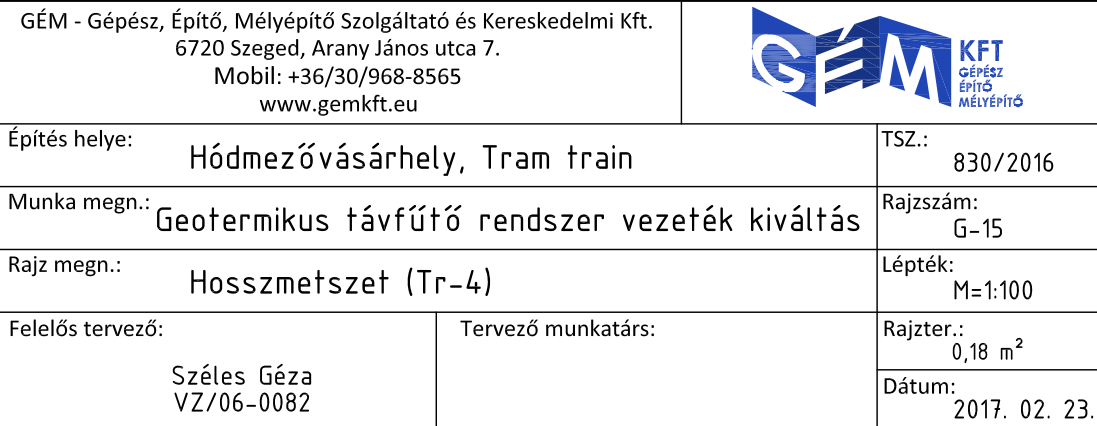 GÉM - Gépész, Építő, Mélyépítő Szolgáltató és Kereskedelmi Kft.
6720 Szeged, Arany János utca 7.
Mobil: +36/30/968-8565
www.gemkft.eu
GÉM KFT
GÉPÉSZ
ÉPÍTŐ
MÉLYÉPÍTŐ
Építés helye:
Hódmezővásárhely, Tram train
TSZ.:
830/2016
Munka megn.:
Geotermikus távfűtő rendszer vezeték kiváltás
Rajzszám:
G-15
Rajz megn.:
Hosszmetszet (Tr-4)
Lépték:
M=1:100
Felelős tervező:
Széles Géza
VZ/06-0082
Tervező munkatárs:
Rajzter.:
0,18 m²
Dátum:
2017. 02. 23.